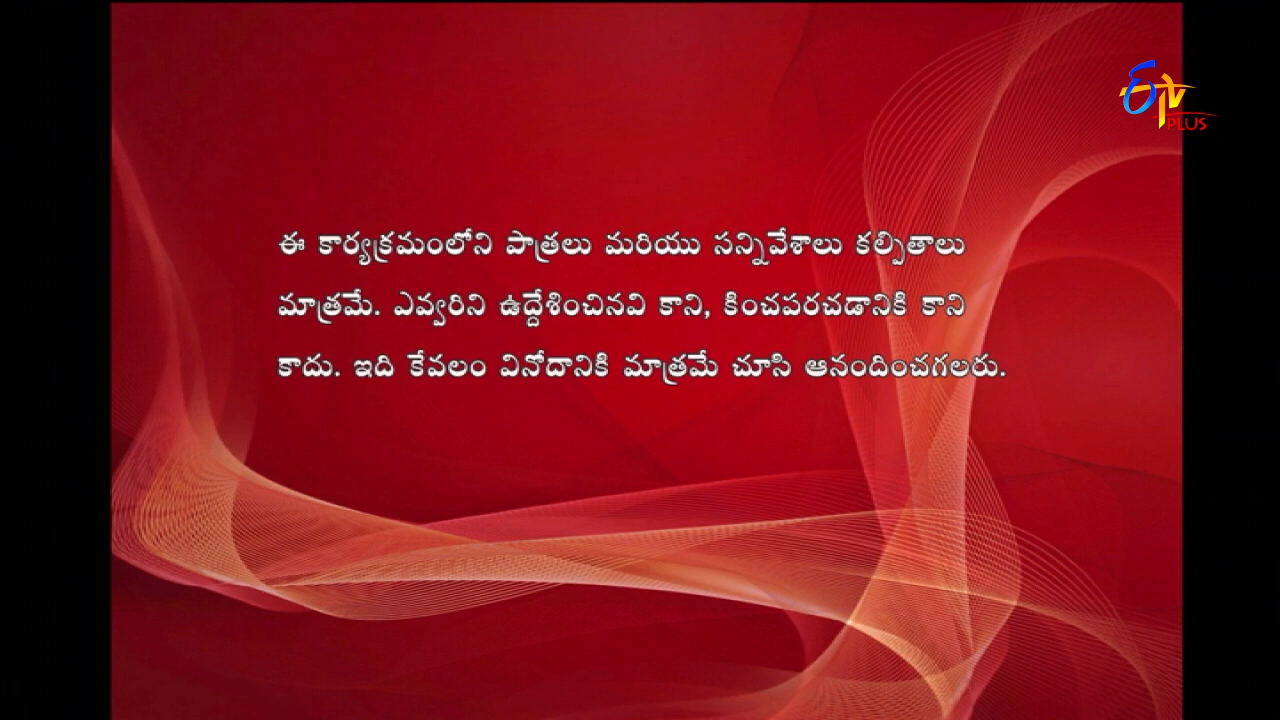 ETV
PLUS
ఈ కార్యక్రమంలోని పాత్రలు మరియు సన్నివేశాలు కల్పితాలు
మాత్రమే. ఎవ్వరిని ఉద్దేశించినవి కాని, కించపరచడానికి కాని
కాదు. ఇది కేవలం వినోదానికి మాత్రమే చూసి ఆనందించగలరు.